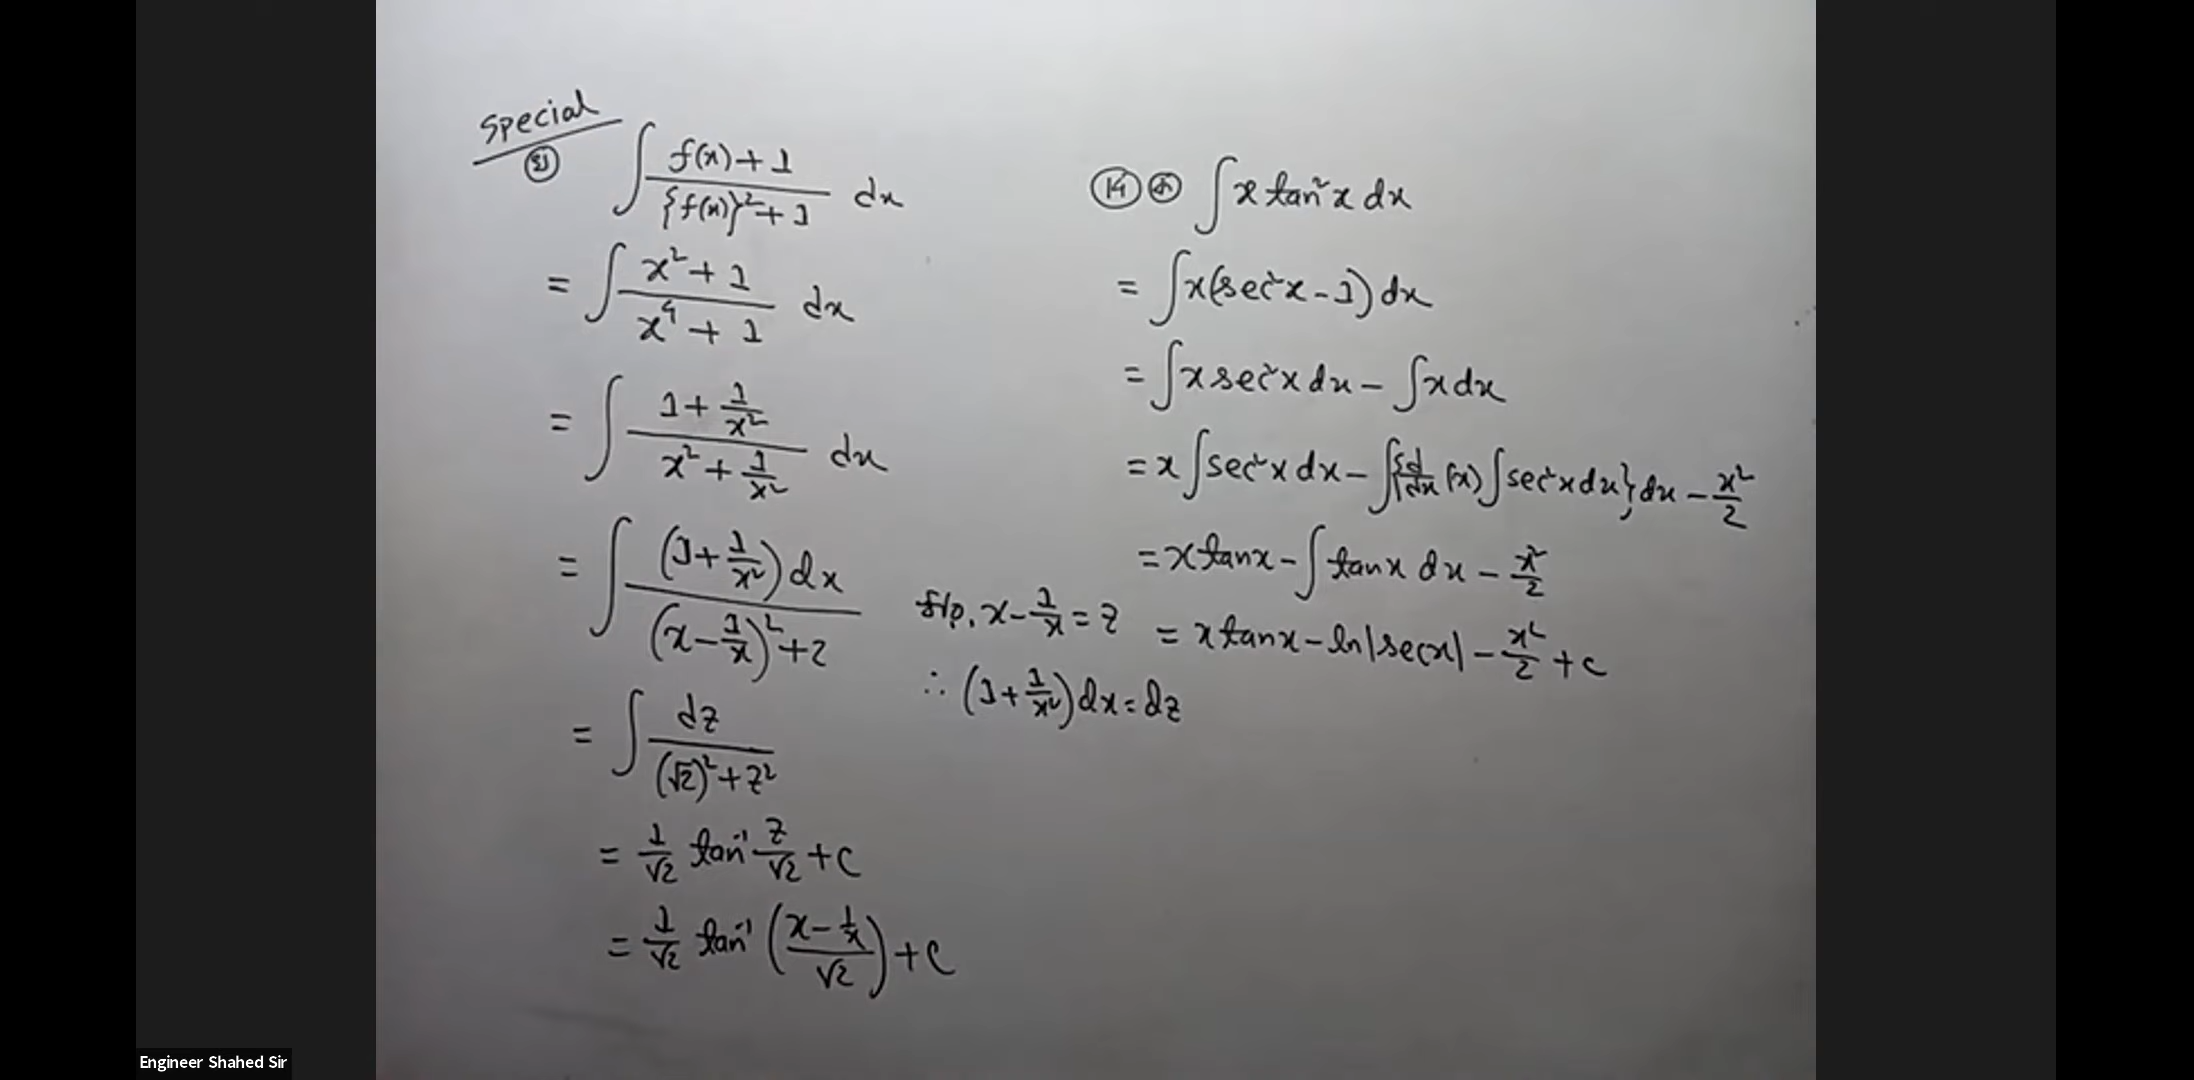 Special
∫ f(x)+1 / {f(x)}²+1 dx
= ∫ x²+1 / x⁴+1 dx
= ∫ 1+1/x² / x²+1/x² dx
= ∫ (1+1/x²)dx / (x-1/x)²+2
x-1/x = z
∴ (1+1/x²)dx = dz
= ∫ dz / (√2)²+z²
= 1/√2 tan⁻¹ z/√2 + c
= 1/√2 tan⁻¹ (x-1/x / √2) + c
∫ x tan²x dx
= ∫ x(sec²x-1)dx
= ∫ x sec²x dx - ∫ x dx
= x ∫ sec²x dx - ∫{d/dx (x) ∫ sec²x dx} dx - x²/2
= x tanx - ∫ tanx dx - x²/2
= x tanx - ln|secx| - x²/2 + c
Engineer Shahed Sir